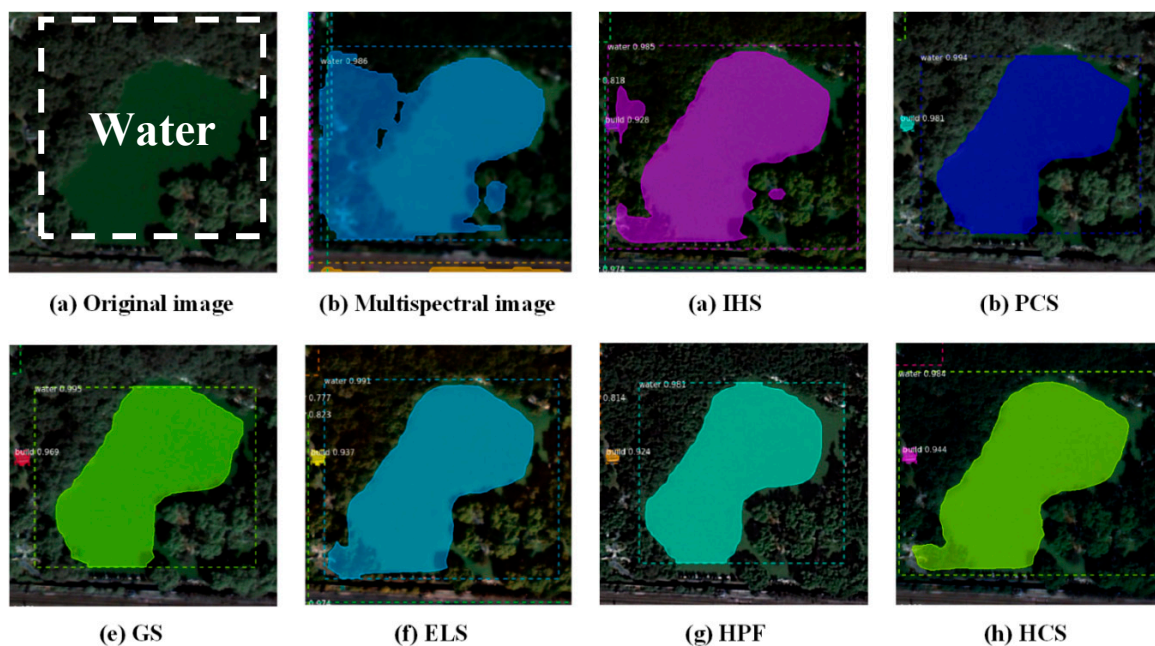 Water
water 0.986
water 0.985
0.818
build 0.928
0.974
water 0.994
build 0.981
(a) Original image
(b) Multispectral image
(a) IHS
(b) PCS
water 0.995
build 0.969
water 0.991
0.777
0.823
build 0.937
0.974
water 0.961
0.814
build 0.924
water 0.984
build 0.944
(e) GS
(f) ELS
(g) HPF
(h) HCS